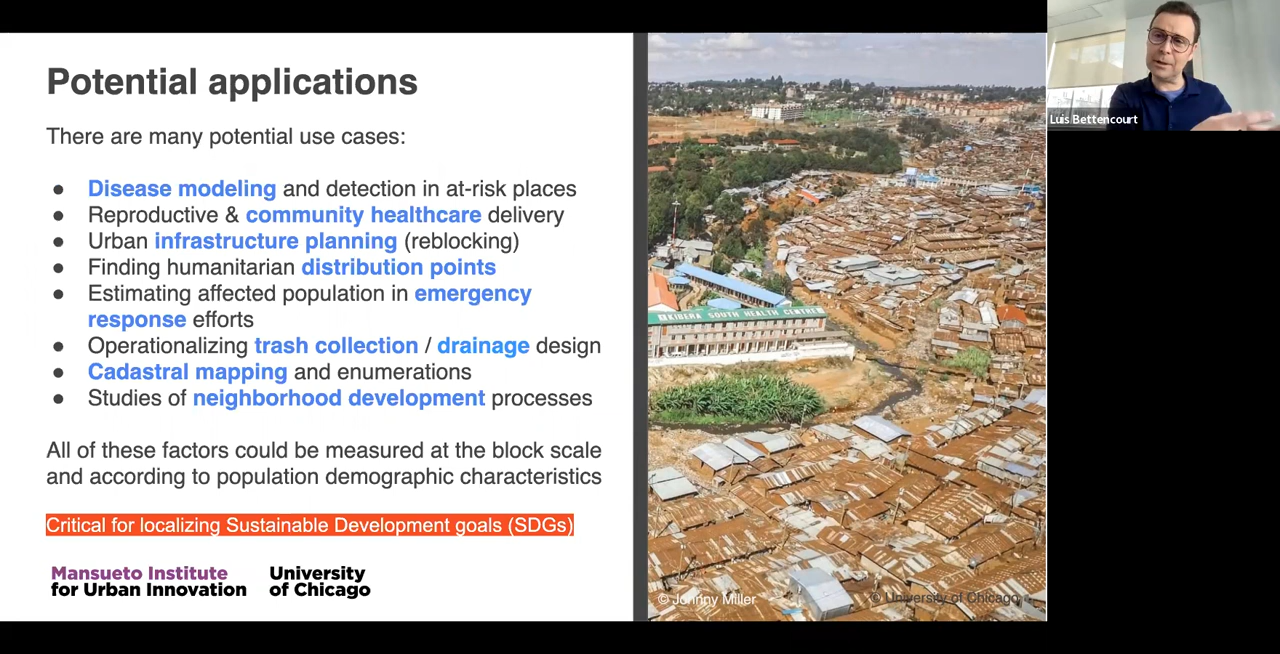 Potential applications
There are many potential use cases:
● Disease modeling and detection in at-risk places
● Reproductive & community healthcare delivery
● Urban infrastructure planning (reblocking)
● Finding humanitarian distribution points
● Estimating affected population in emergency
response efforts
● Operationalizing trash collection / drainage design
● Cadastral mapping and enumerations
● Studies of neighborhood development processes
All of these factors could be measured at the block scale
and according to population demographic characteristics
Critical for localizing Sustainable Development goals (SDGs)
Mansueto Institute
for Urban Innovation
University
of Chicago
KIBERA SOUTH HEALTH CENTRE
© Johnny Miller
© University of Chicago
Luis Bettencourt